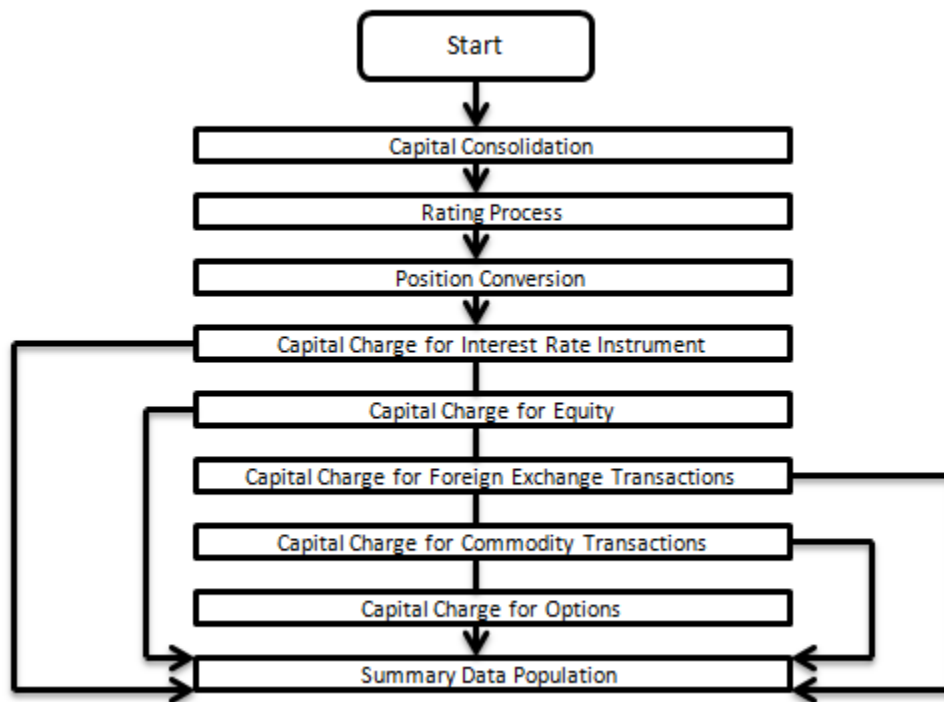 Start
Capital Consolidation
Rating Process
Position Conversion
Capital Charge for Interest Rate Instrument
Capital Charge for Equity
Capital Charge for Foreign Exchange Transactions
Capital Charge for Commodity Transactions
Capital Charge for Options
Summary Data Population